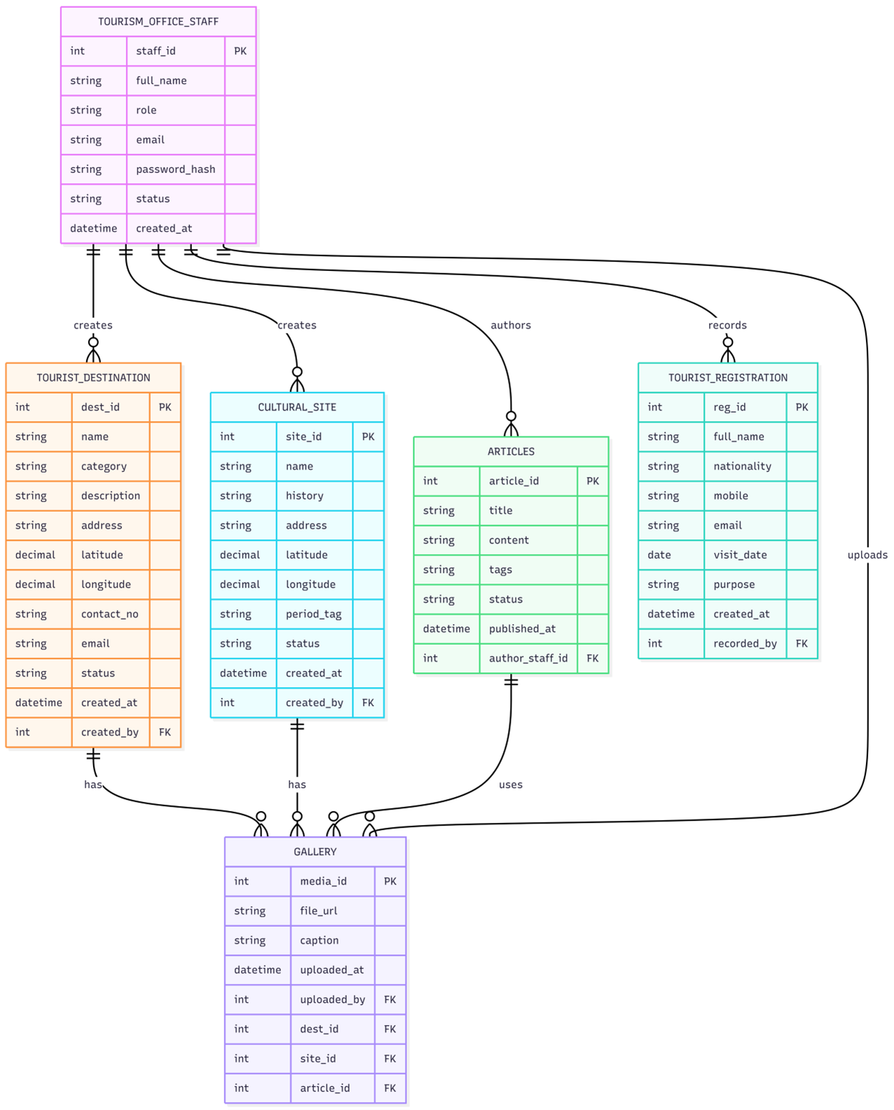 TOURISM_OFFICE_STAFF
int staff_id PK
string full_name
string role
string email
string password_hash
string status
datetime created_at
creates
creates
authors
records
TOURIST_DESTINATION
int dest_id PK
string name
string category
string description
string address
decimal latitude
decimal longitude
string contact_no
string email
string status
datetime created_at
int created_by FK
CULTURAL_SITE
int site_id PK
string name
string history
string address
decimal latitude
decimal longitude
string period_tag
string status
datetime created_at
int created_by FK
ARTICLES
int article_id PK
string title
string content
string tags
string status
datetime published_at
int author_staff_id FK
TOURIST_REGISTRATION
int reg_id PK
string full_name
string nationality
string mobile
string email
date visit_date
string purpose
datetime created_at
int recorded_by FK
uploads
has
has
uses
GALLERY
int media_id PK
string file_url
string caption
datetime uploaded_at
int uploaded_by FK
int dest_id FK
int site_id FK
int article_id FK